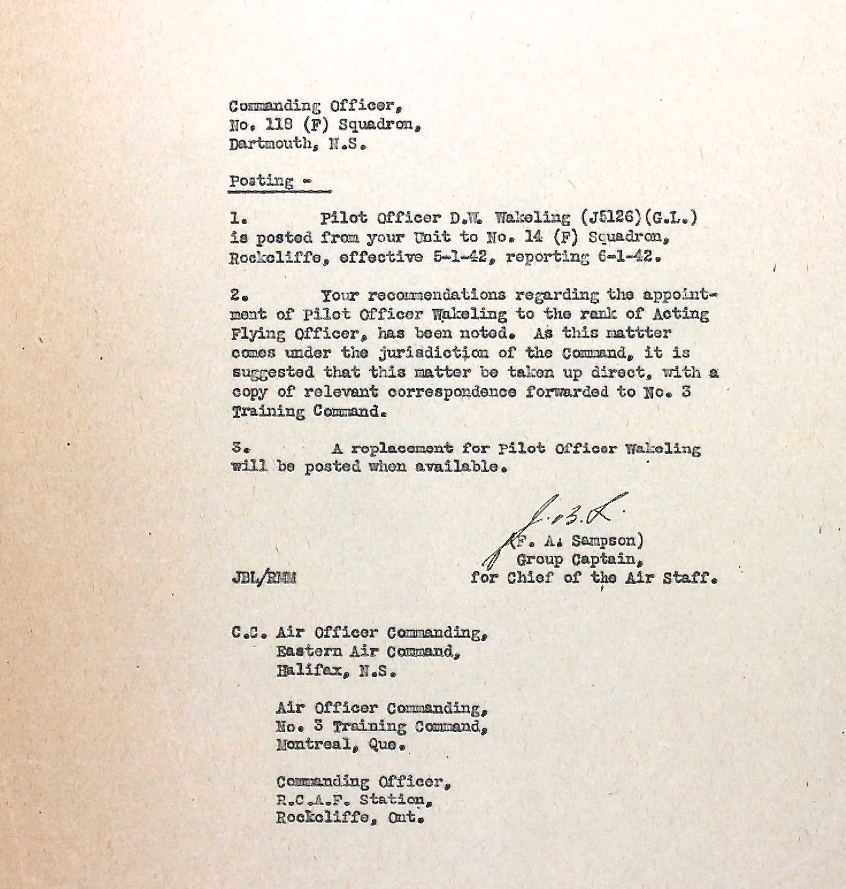 Commanding Officer,
No. 118 (F) Squadron,
Dartmouth, N.S.
Posting -
1. Pilot Officer D.W. Wakeling (J5126)(G.L.)
is posted from your Unit to No. 14 (F) Squadron,
Rockcliffe, effective 5-1-42, reporting 6-1-42.
2. Your recommendations regarding the appoint-
ment of Pilot Officer Wakeling to the rank of Acting
Flying Officer, has been noted. As this mattter
comes under the jurisdiction of the Command, it is
suggested that this matter be taken up direct, with a
copy of relevant correspondence forwarded to No. 3
Training Command.
3. A replacement for Pilot Officer Wakeling
will be posted when available.
J.B.L.
(F. A. Sampson)
Group Captain,
JBL/RMM for Chief of the Air Staff.
C.C. Air Officer Commanding,
Eastern Air Command,
Halifax, N.S.
Air Officer Commanding,
No. 3 Training Command,
Montreal, Que.
Commanding Officer,
R.C.A.F. Station,
Rockcliffe, Ont.